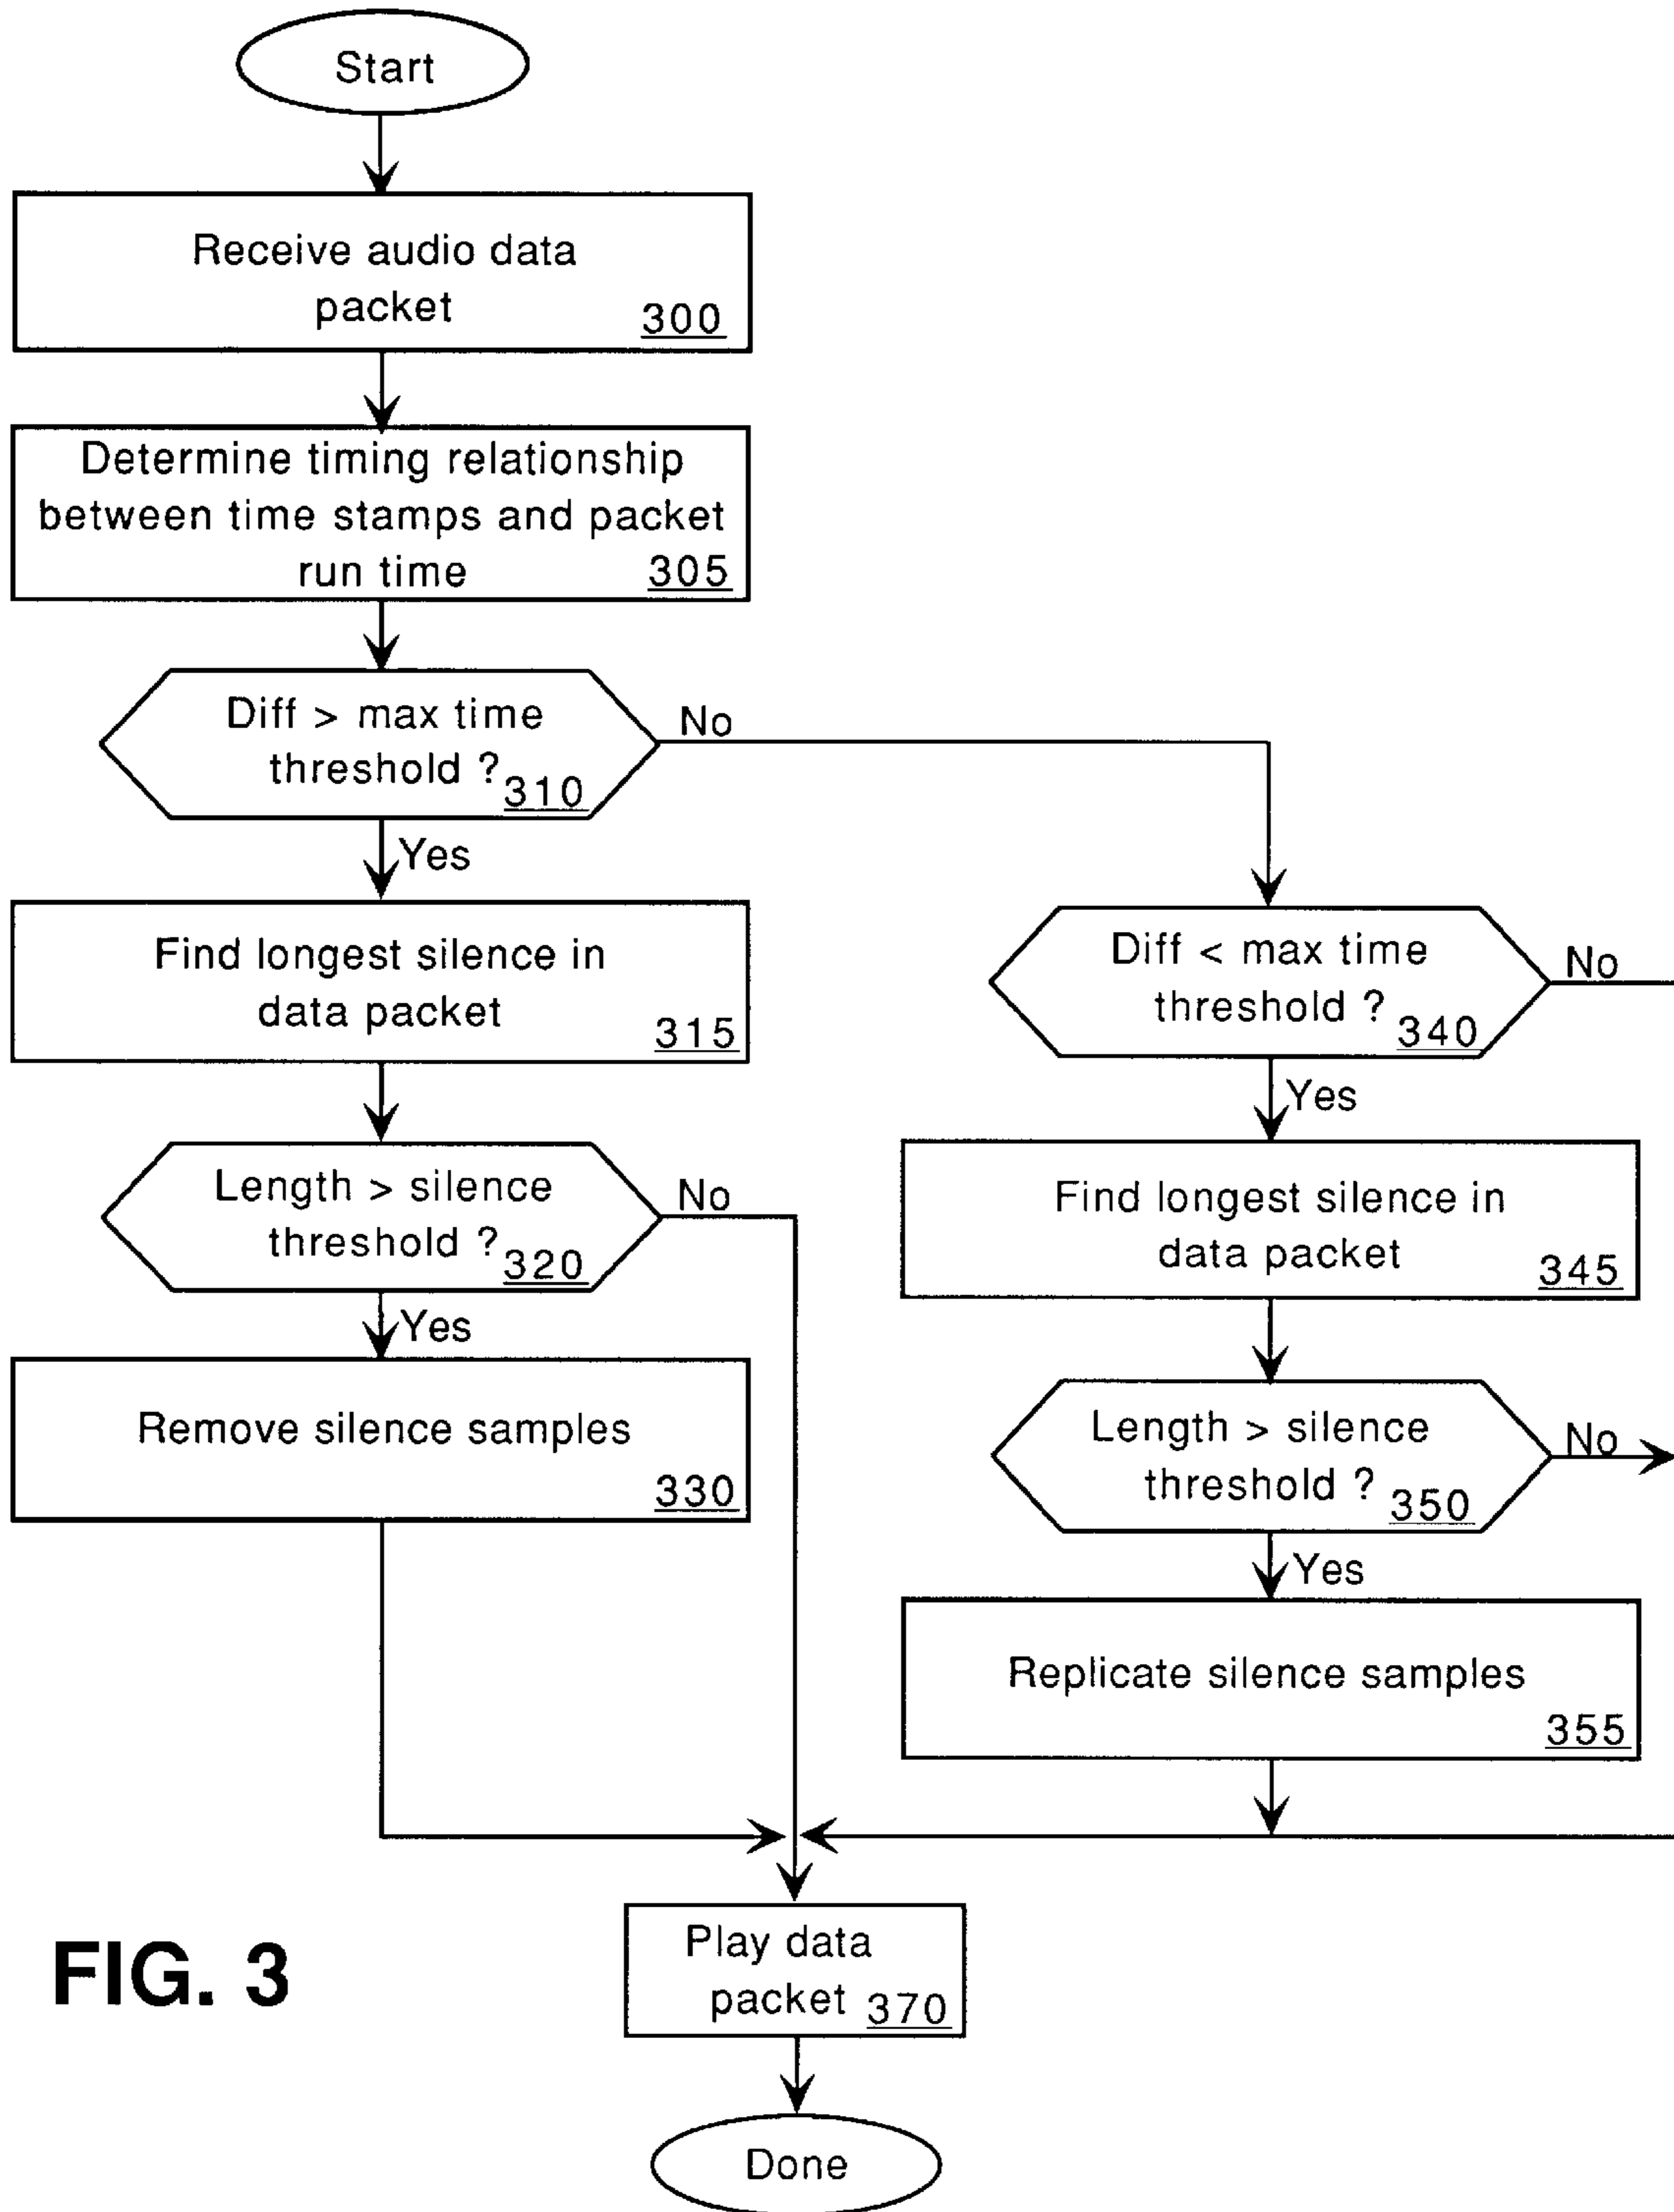 Start
Receive audio data
packet 300
Determine timing relationship
between time stamps and packet
run time 305
Diff > max time
threshold ? 310
No
Yes
Find longest silence in
data packet 315
Length > silence
threshold ? 320
No
Yes
Remove silence samples
330
Diff < max time
threshold ? 340
No
Yes
Find longest silence in
data packet 345
Length > silence
threshold ? 350
No
Yes
Replicate silence samples
355
Play data
packet 370
Done
FIG. 3